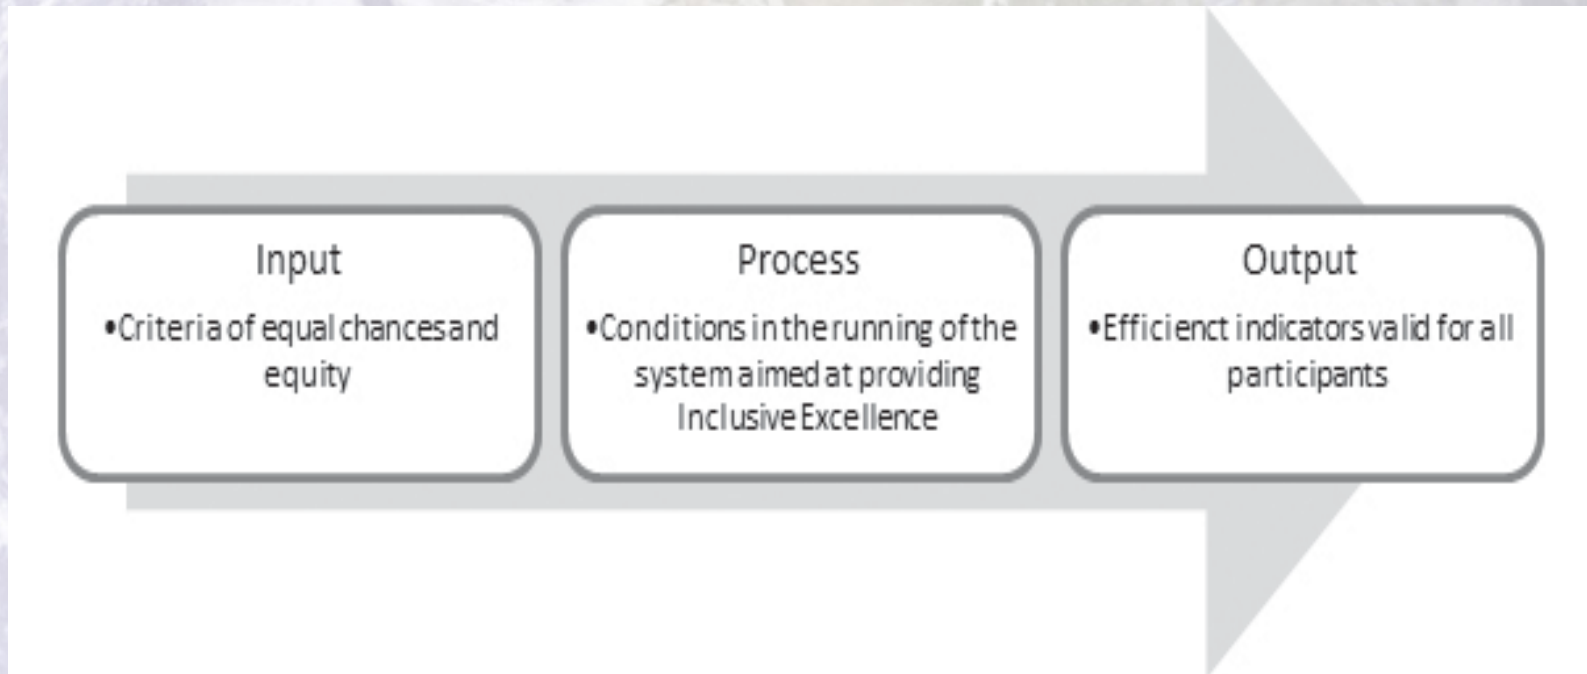 Input
•Criteria of equal chances and
equity
Process
•Conditions in the running of the
system aimed at providing
Inclusive Excellence
Output
•Efficienct indicators valid for all
participants